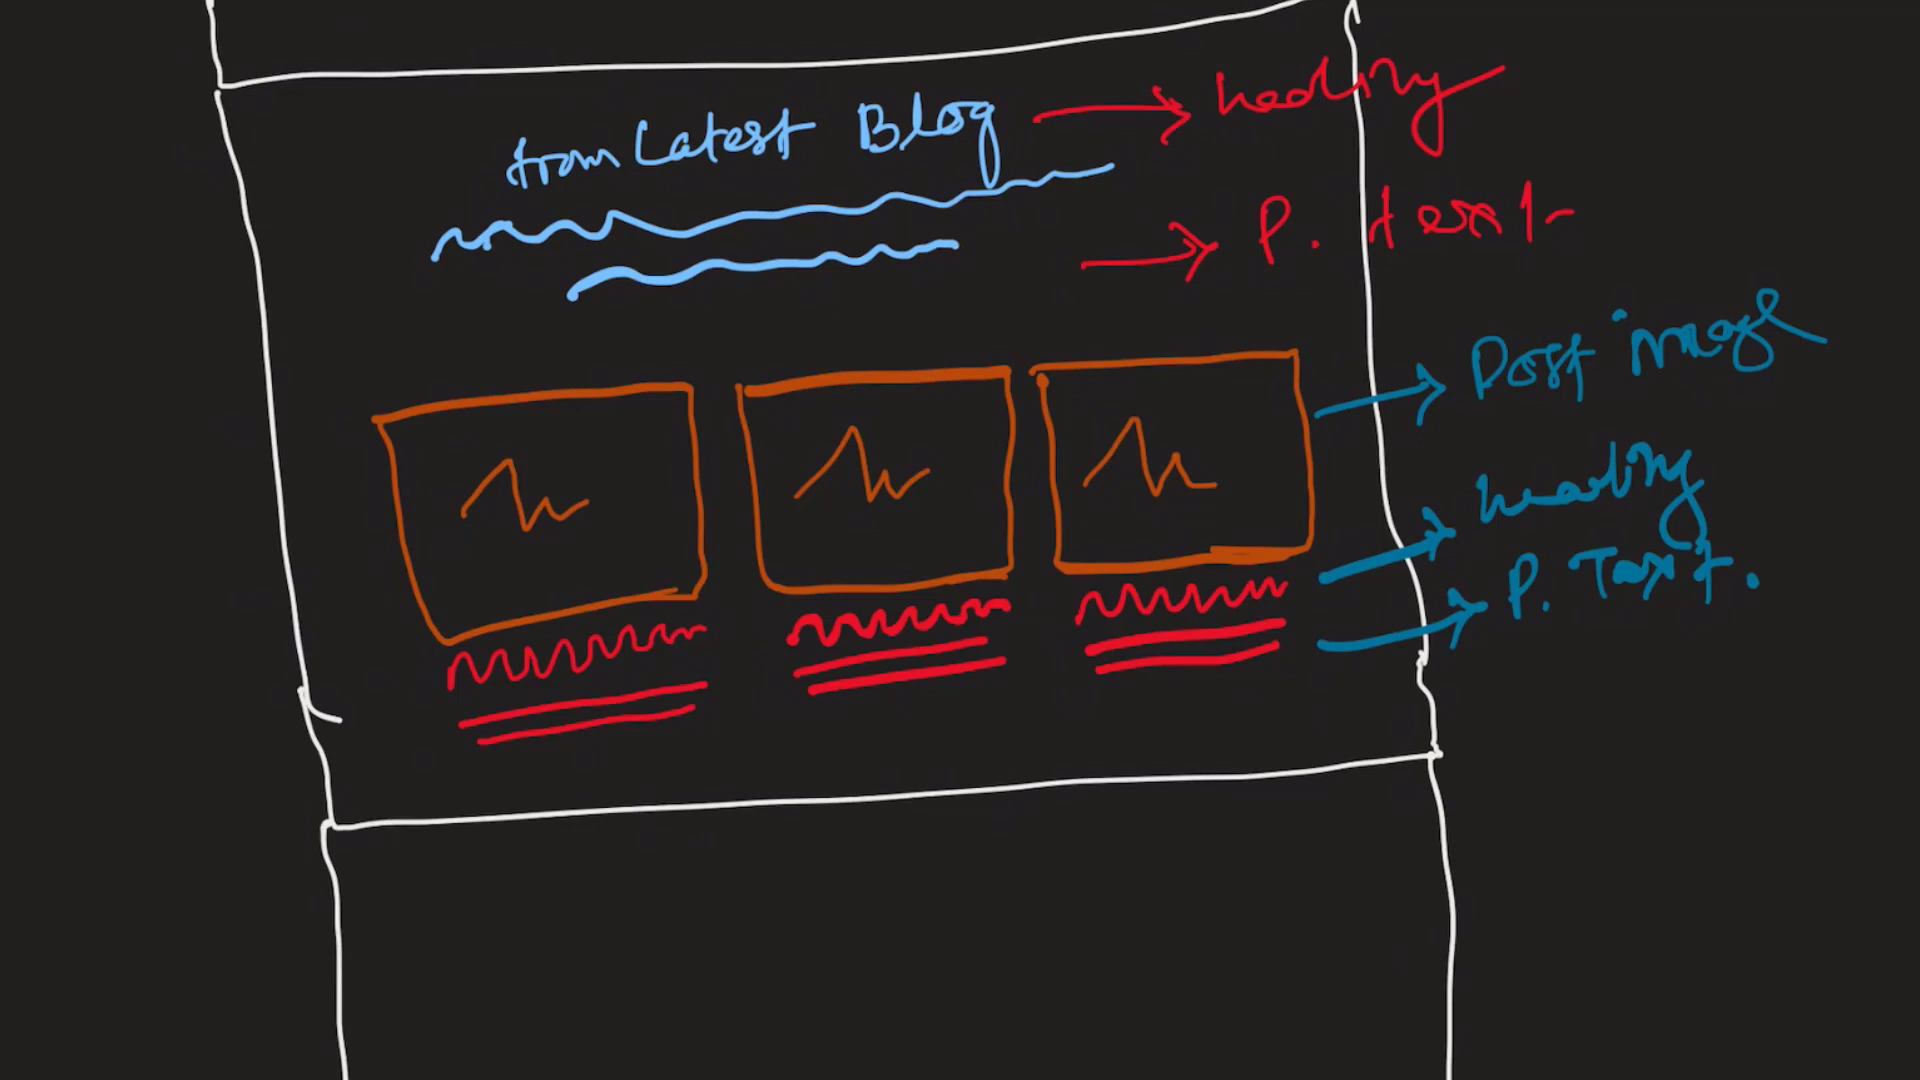 from Latest Blog
heading
P. text
Post image
heading
P. Text.